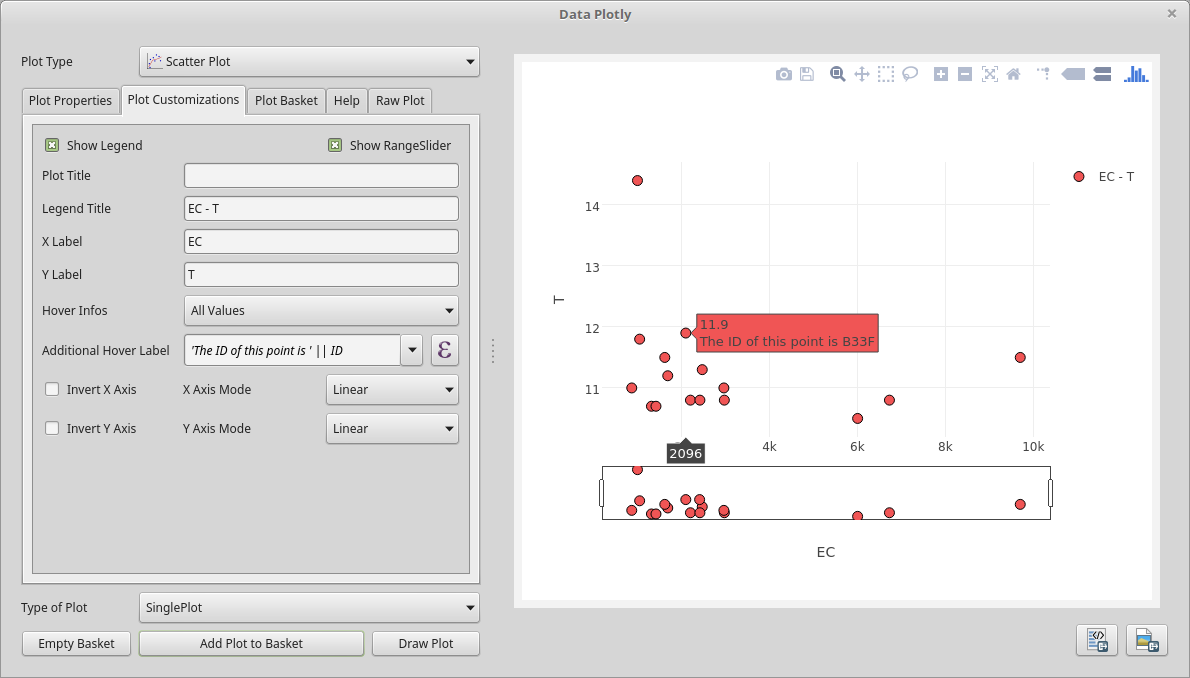 Data Plotly
Plot Type
Scatter Plot
Plot Properties
Plot Customizations
Plot Basket
Help
Raw Plot
Show Legend
Show RangeSlider
Plot Title
Legend Title
EC - T
X Label
EC
Y Label
T
Hover Infos
All Values
Additional Hover Label
'The ID of this point is ' || ID
Invert X Axis
X Axis Mode
Linear
Invert Y Axis
Y Axis Mode
Linear
Type of Plot
SinglePlot
Empty Basket
Add Plot to Basket
Draw Plot
EC - T
14
13
12
11
T
11.9
The ID of this point is B33F
2096
4k
6k
8k
10k
EC